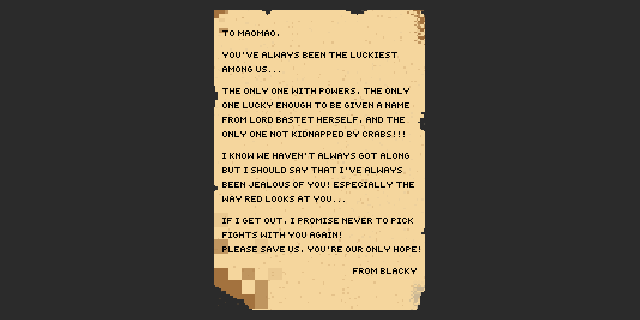 TO MAOMAO,
YOU'VE ALWAYS BEEN THE LUCKIEST
AMONG US...
THE ONLY ONE WITH POWERS, THE ONLY
ONE LUCKY ENOUGH TO BE GIVEN A NAME
FROM LORD BASTET HERSELF, AND THE
ONLY ONE NOT KIDNAPPED BY CRABS!!!
I KNOW WE HAVEN'T ALWAYS GOT ALONG
BUT I SHOULD SAY THAT I'VE ALWAYS
BEEN JEALOUS OF YOU! ESPECIALLY THE
WAY RED LOOKS AT YOU...
IF I GET OUT, I PROMISE NEVER TO PICK
FIGHTS WITH YOU AGAIN!
PLEASE SAVE US, YOU'RE OUR ONLY HOPE!
FROM BLACKY